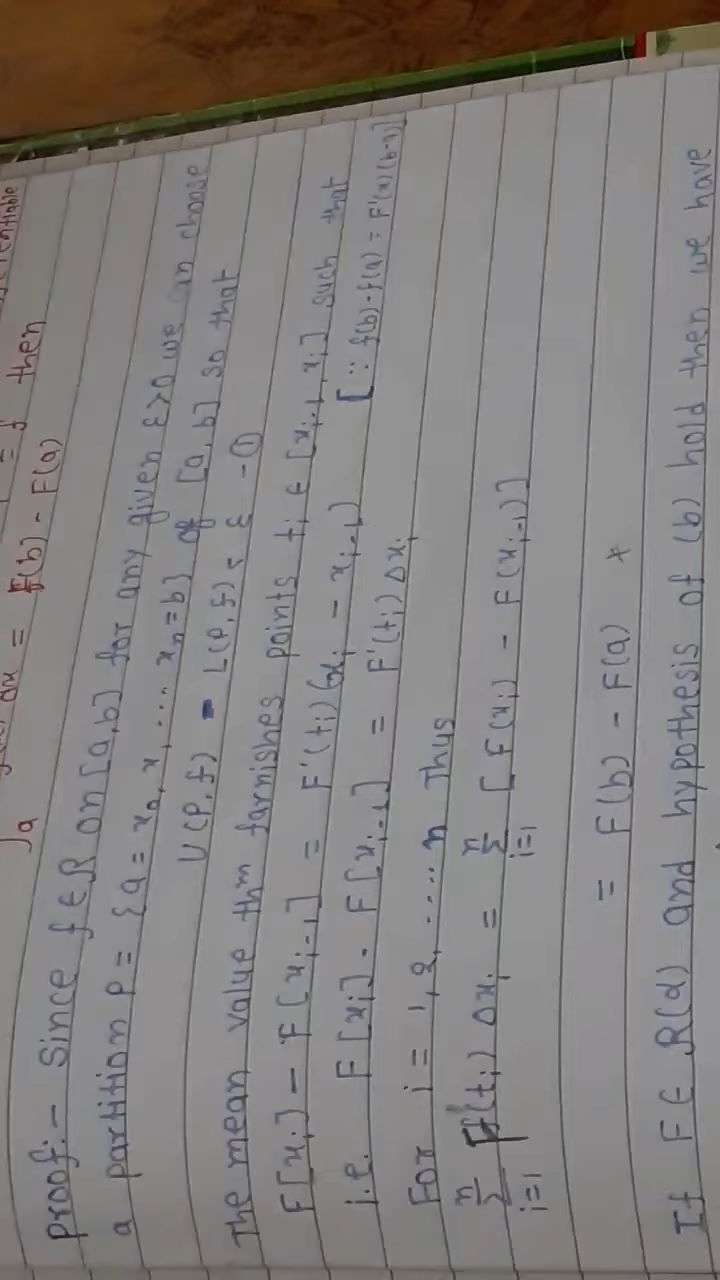 then
∫a dx = F(b) - F(a)
proof:- Since f ∈ R on [a,b] for any given ε>0 we can choose
a partition P = {a = x₀, x₁ .... xₙ = b} of [a, b] so that
U(P, f) - L(P, f) < ε - ①
The mean value thm farnishes points tᵢ ∈ [xᵢ₋₁, xᵢ] such that
F[xᵢ] - F[xᵢ₋₁] = F'(tᵢ) (xᵢ - xᵢ₋₁) [∵ f(b)-f(a) = F'(x)(b-a)]
i.e. F[xᵢ] - F[xᵢ₋₁] = F'(tᵢ) Δxᵢ
For i = 1, 2, .... n Thus
n∑i=1 f(tᵢ) Δxᵢ = n∑i=1 [F(xᵢ) - F(xᵢ₋₁)]
= F(b) - F(a) *
If F ∈ R(α) and hypothesis of (b) hold then we have